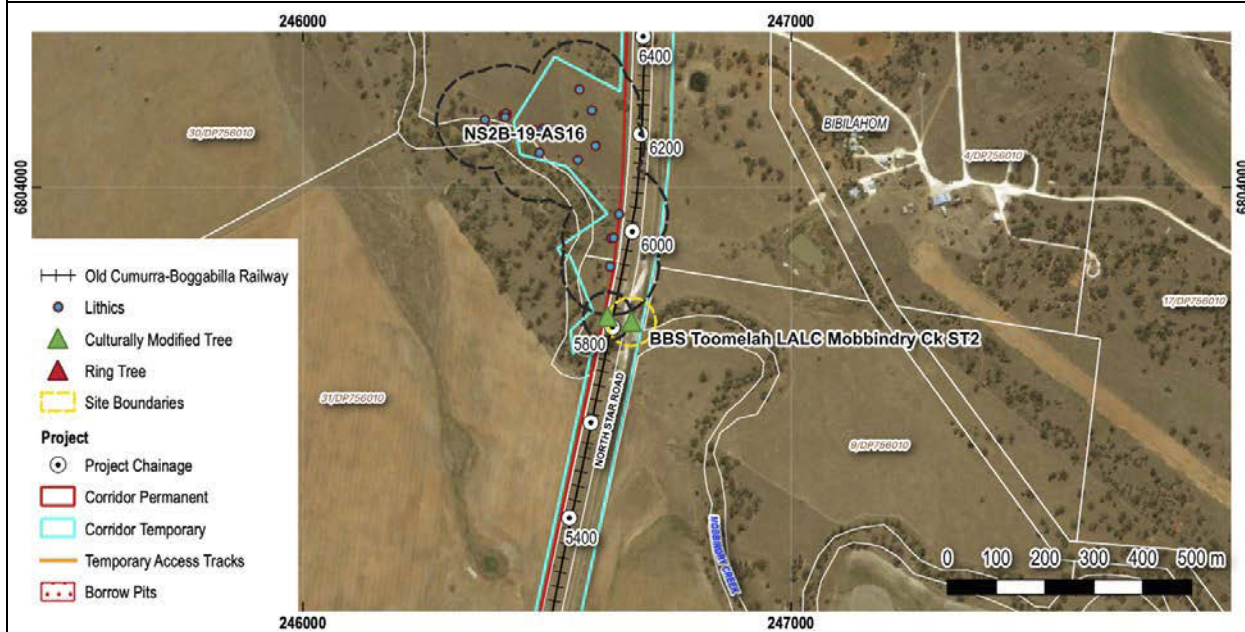 246000
247000
6804000
6804000
30/DP756010
NS2B-19-AS16
6400
6200
BIBILAHOM
4/DP756010
6000
17/DP756010
5800
BBS Toomelah LALC Mobbindry Ck ST2
31/DP756010
NORTH STAR ROAD
9/DP756010
5400
MOBBINDRY CREEK
Old Cumurra-Boggabilla Railway
Lithics
Culturally Modified Tree
Ring Tree
Site Boundaries
Project
Project Chainage
Corridor Permanent
Corridor Temporary
Temporary Access Tracks
Borrow Pits
0 100 200 300 400 500 m
246000
247000